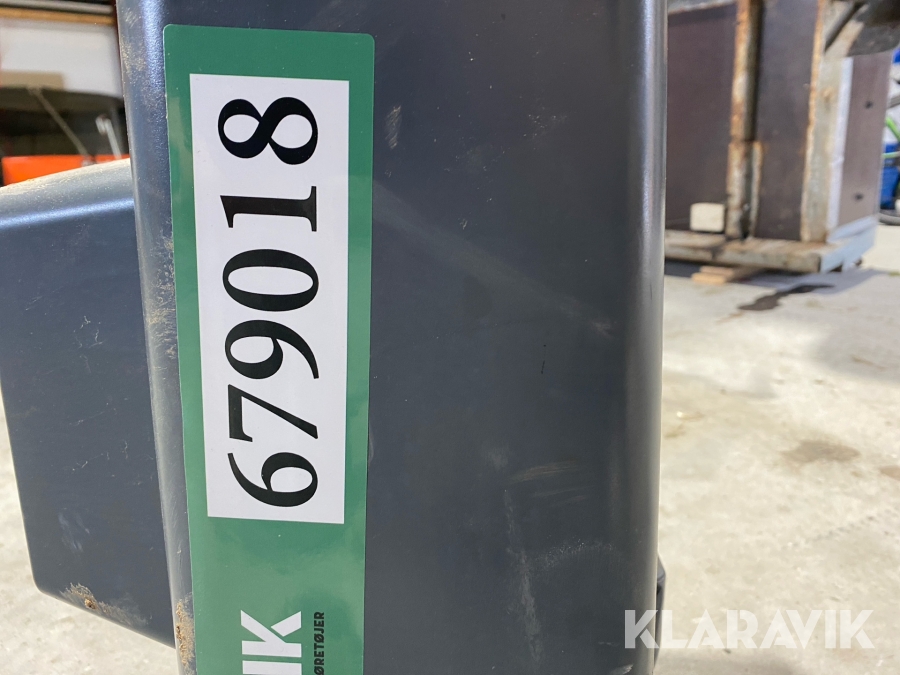 679018
IK
ØRETØJER
KLARAVIK